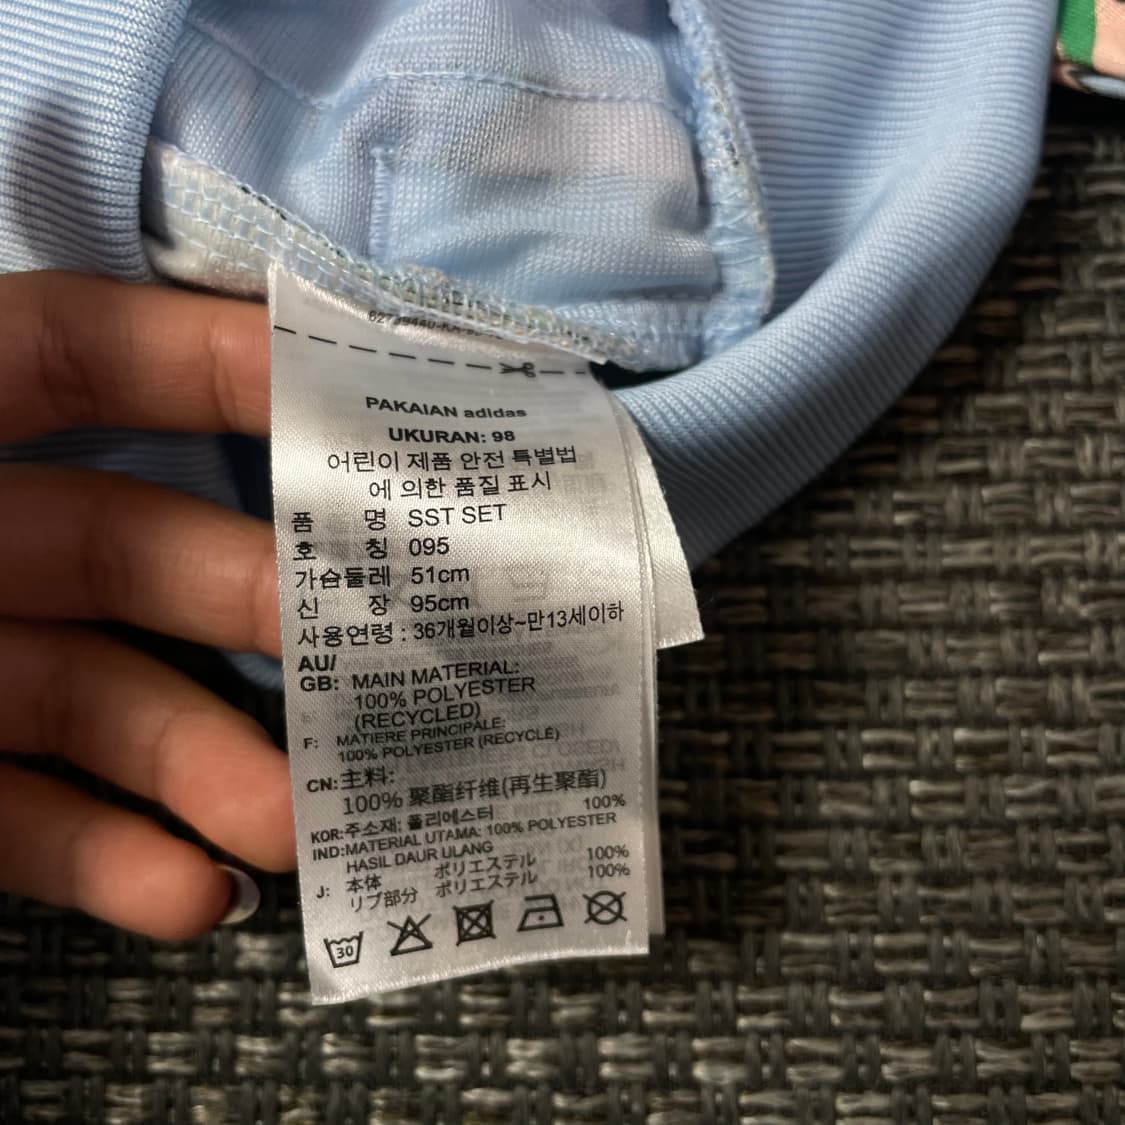 PAKAIAN adidas
UKURAN: 98
어린이 제품 안전 특별법
에 의한 품질 표시
품 명 SST SET
호 칭 095
가슴둘레 51cm
신 장 95cm
사용연령 : 36개월이상~만13세이하
AU/
GB: MAIN MATERIAL:
100% POLYESTER
(RECYCLED)
F: MATIERE PRINCIPALE:
100% POLYESTER (RECYCLÉ)
CN: 主料:
100% 聚酯纤维(再生聚酯)
KOR: 주소재: 폴리에스터 100%
IND: MATERIAL UTAMA: 100% POLYESTER
HASIL DAUR ULANG
J: 本体 ポリエステル 100%
リブ部分 ポリエステル 100%
30